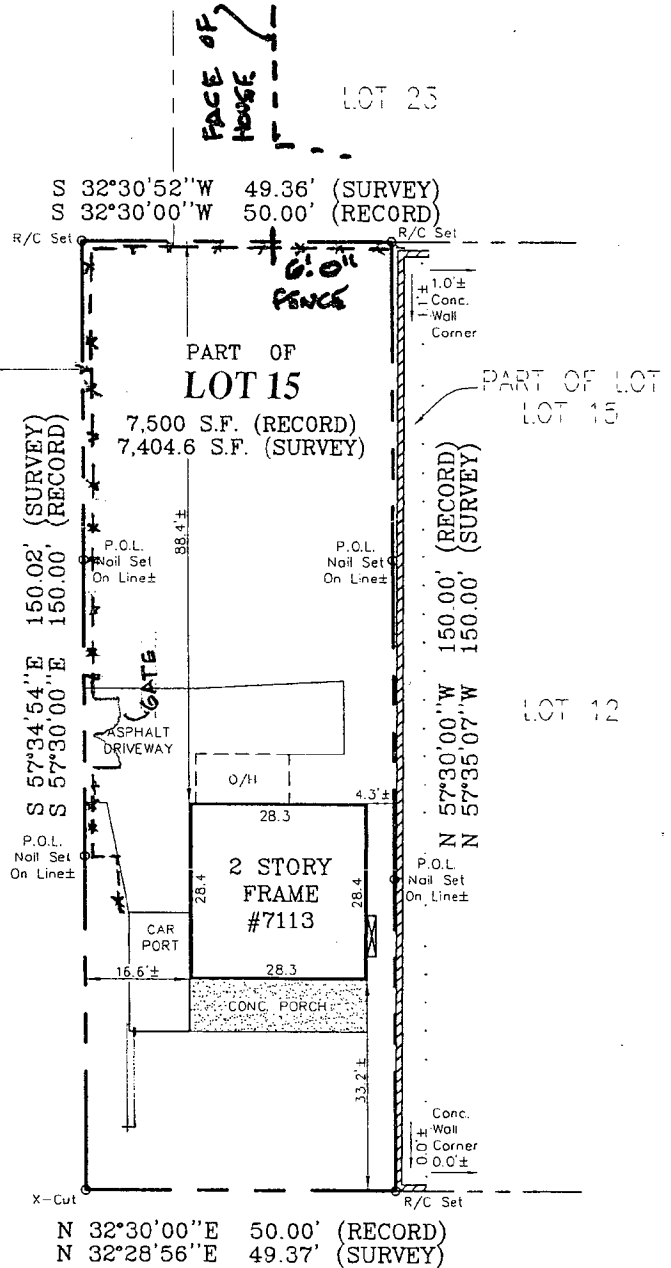 FACE OF
HOUSE
LOT 23
S 32°30'52"W 49.36' (SURVEY)
S 32°30'00"W 50.00' (RECORD)
R/C Set
R/C Set
6'.0"
FENCE
1.1'±
1.0'±
Conc.
Wall
Corner
PART OF
LOT 15
7,500 S.F. (RECORD)
7,404.6 S.F. (SURVEY)
PART OF LOT
LOT 15
S 57°34'54"E 150.02' (SURVEY)
S 57°30'00"E 150.00' (RECORD)
88.4'±
P.O.L.
Nail Set
On Line±
P.O.L.
Nail Set
On Line±
N 57°30'00"W 150.00' (RECORD)
N 57°35'07"W 150.00' (SURVEY)
GATE
ASPHALT
DRIVEWAY
LOT 12
O/H
4.3'±
28.3
P.O.L.
Nail Set
On Line±
28.4
2 STORY
FRAME
#7113
28.4
P.O.L.
Nail Set
On Line±
CAR
PORT
16.6'±
28.3
CONC. PORCH
33.2'±
0.0'±
Conc.
Wall
Corner
0.0'±
X-Cut
R/C Set
N 32°30'00"E 50.00' (RECORD)
N 32°28'56"E 49.37' (SURVEY)